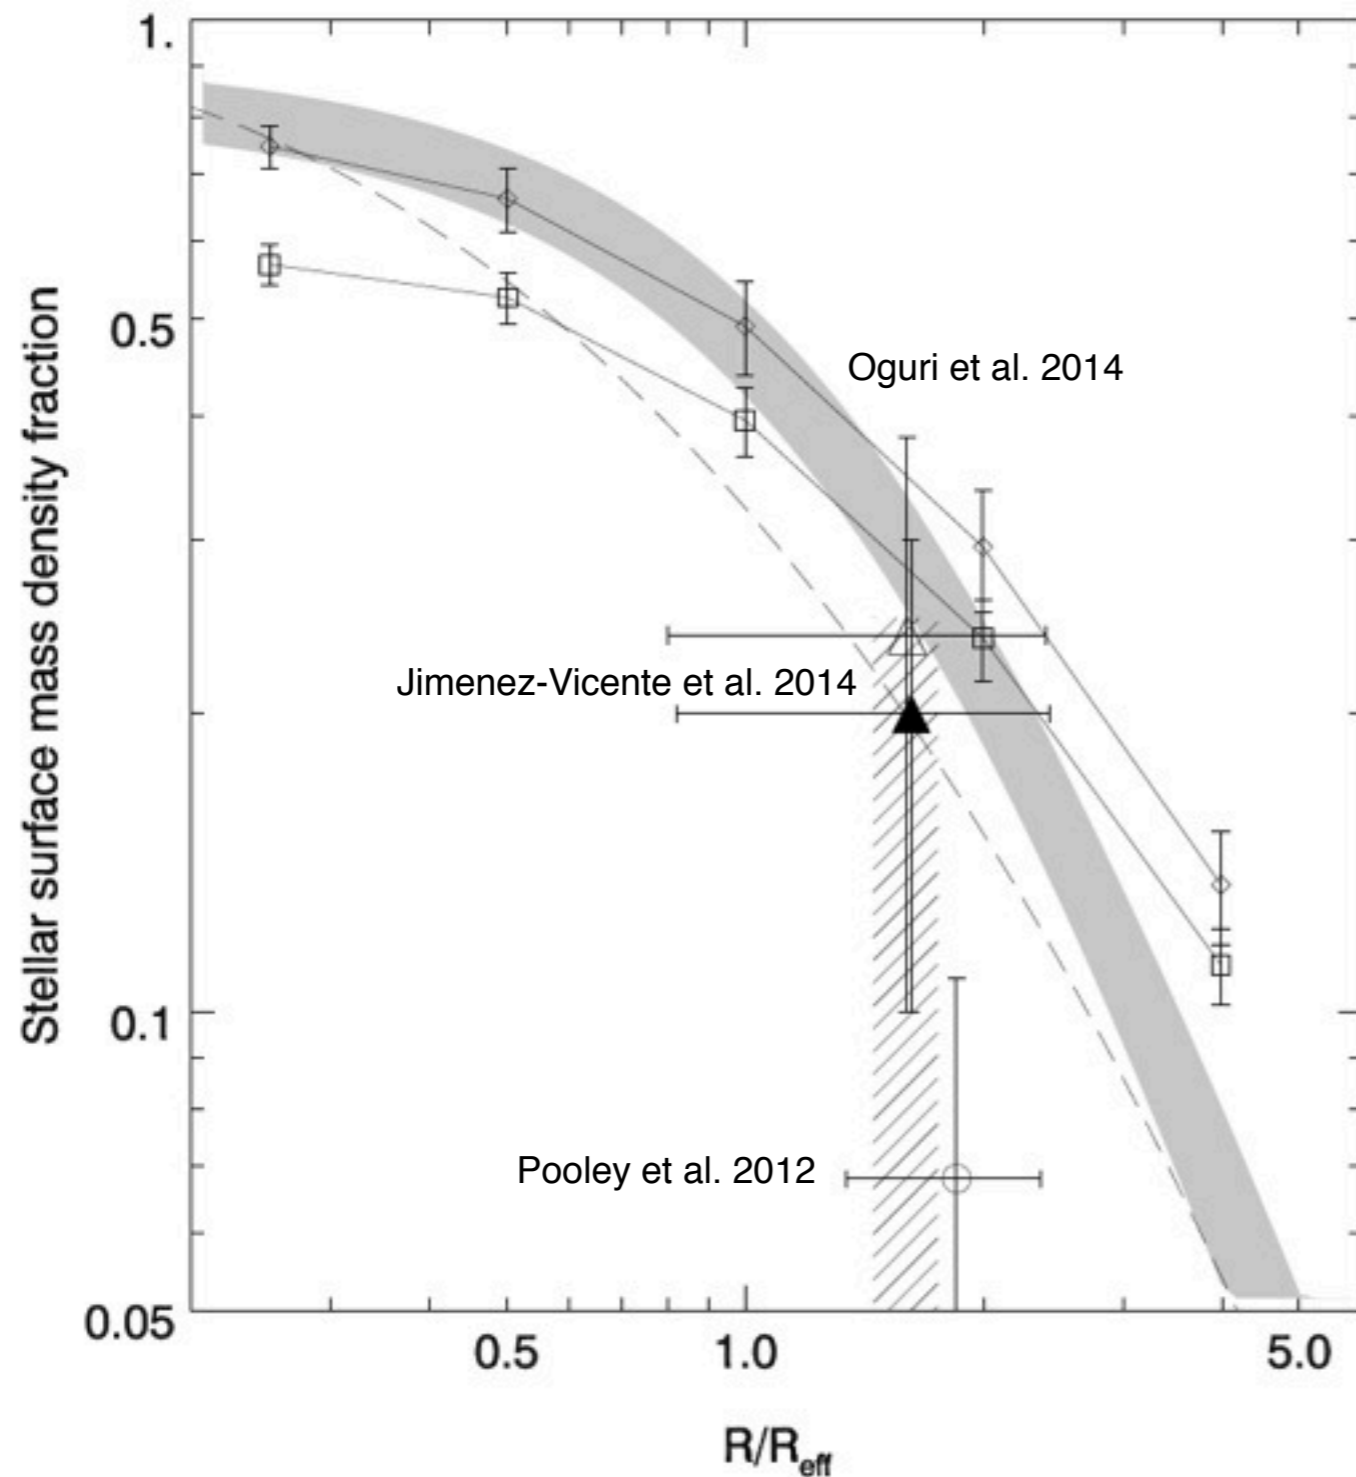 1.
0.5
0.1
0.05
Stellar surface mass density fraction
Oguri et al. 2014
Jimenez-Vicente et al. 2014
Pooley et al. 2012
0.5 1.0 5.0
R/Reff